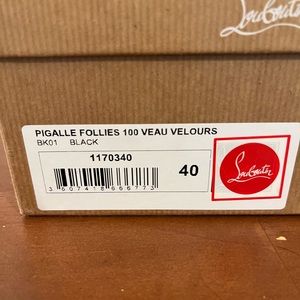 Louboutin
PIGALLE FOLLIES 100 VEAU VELOURS
BK01 BLACK
1170340
40
Louboutin